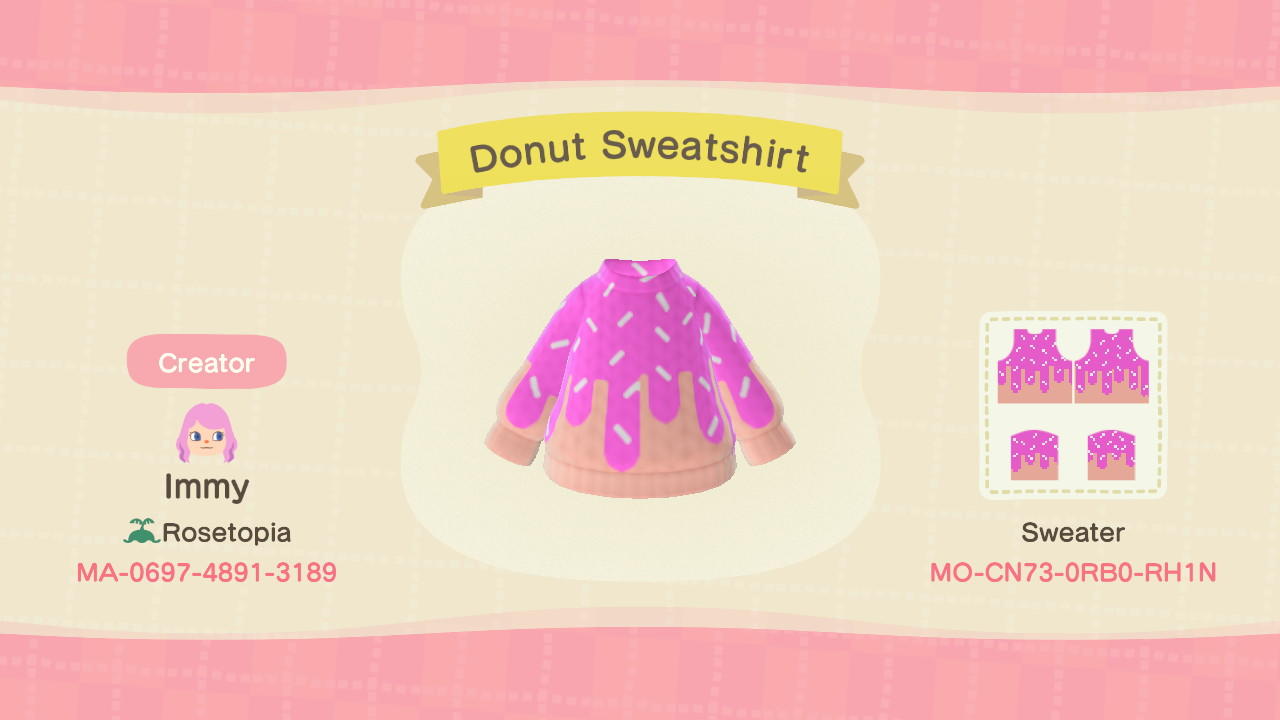 Donut Sweatshirt
Creator
Immy
Rosetopia
MA-0697-4891-3189
Sweater
MO-CN73-0RB0-RH1N